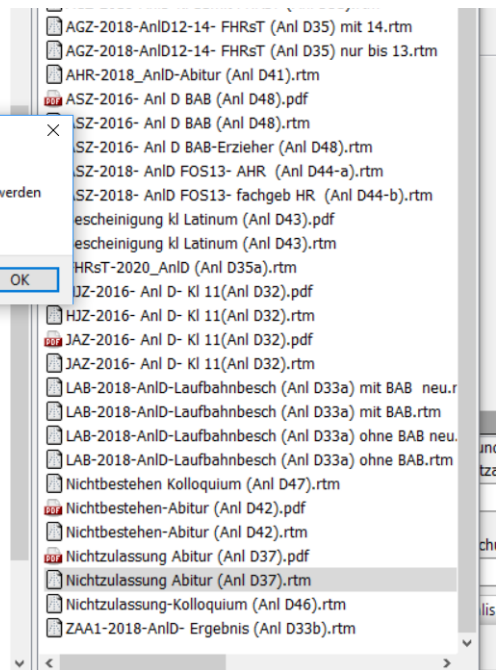 AGZ-2018-AnlD12-14- FHRsT (Anl D35) mit 14.rtm
AGZ-2018-AnlD12-14- FHRsT (Anl D35) nur bis 13.rtm
AHR-2018_AnlD-Abitur (Anl D41).rtm
ASZ-2016- Anl D BAB (Anl D48).pdf
ASZ-2016- Anl D BAB (Anl D48).rtm
ASZ-2016- Anl D BAB-Erzieher (Anl D48).rtm
ASZ-2018- AnlD FOS13- AHR (Anl D44-a).rtm
werden
ASZ-2018- AnlD FOS13- fachgeb HR (Anl D44-b).rtm
escheinigung kl Latinum (Anl D43).pdf
escheinigung kl Latinum (Anl D43).rtm
FHRsT-2020_AnlD (Anl D35a).rtm
OK
HJZ-2016- Anl D- Kl 11(Anl D32).pdf
HJZ-2016- Anl D- Kl 11(Anl D32).rtm
JAZ-2016- Anl D- Kl 11(Anl D32).pdf
JAZ-2016- Anl D- Kl 11(Anl D32).rtm
LAB-2018-AnlD-Laufbahnbesch (Anl D33a) mit BAB neu.r
LAB-2018-AnlD-Laufbahnbesch (Anl D33a) mit BAB.rtm
LAB-2018-AnlD-Laufbahnbesch (Anl D33a) ohne BAB neu.
LAB-2018-AnlD-Laufbahnbesch (Anl D33a) ohne BAB.rtm
Nichtbestehen Kolloquium (Anl D47).rtm
Nichtbestehen-Abitur (Anl D42).pdf
Nichtbestehen-Abitur (Anl D42).rtm
Nichtzulassung Abitur (Anl D37).pdf
Nichtzulassung Abitur (Anl D37).rtm
Nichtzulassung-Kolloquium (Anl D46).rtm
ZAA1-2018-AnlD- Ergebnis (Anl D33b).rtm